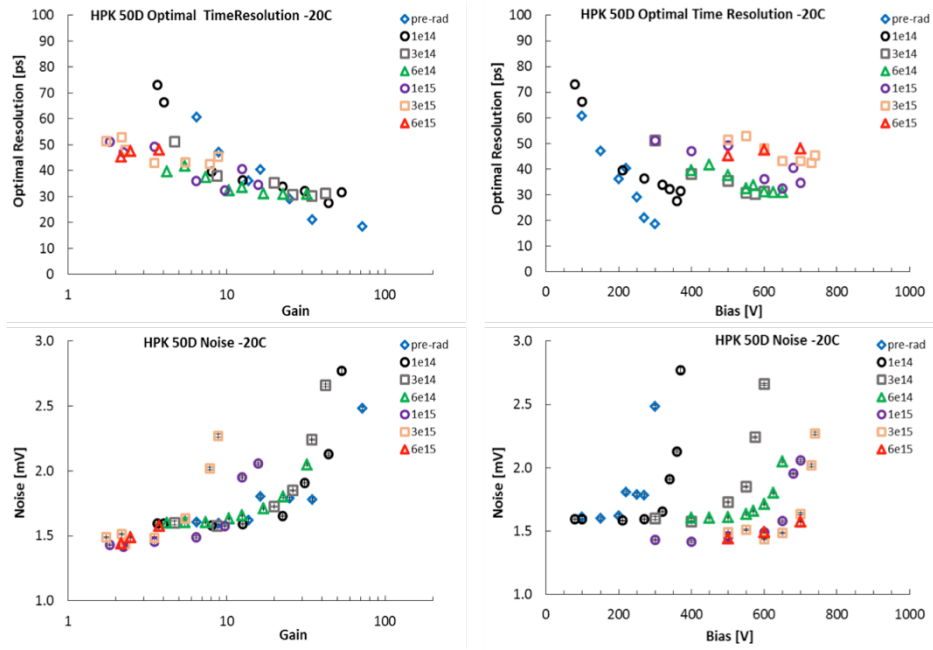 HPK 50D Optimal TimeResolution -20C
Optimal Resolution [ps]
100
90
80
70
60
50
40
30
20
10
0
1
10
100
Gain
pre-rad
1e14
3e14
6e14
1e15
3e15
6e15
HPK 50D Optimal Time Resolution -20C
Optimal Resolution [ps]
100
90
80
70
60
50
40
30
20
10
0
0
200
400
600
800
1000
Bias [V]
pre-rad
1e14
3e14
6e14
1e15
3e15
6e15
HPK 50D Noise -20C
Noise [mV]
3.0
2.5
2.0
1.5
1.0
1
10
100
Gain
pre-rad
1e14
3e14
6e14
1e15
3e15
6e15
HPK 50D Noise -20C
Noise [mV]
3.0
2.5
2.0
1.5
1.0
0
200
400
600
800
1000
Bias [V]
pre-rad
1e14
3e14
6e14
1e15
3e15
6e15